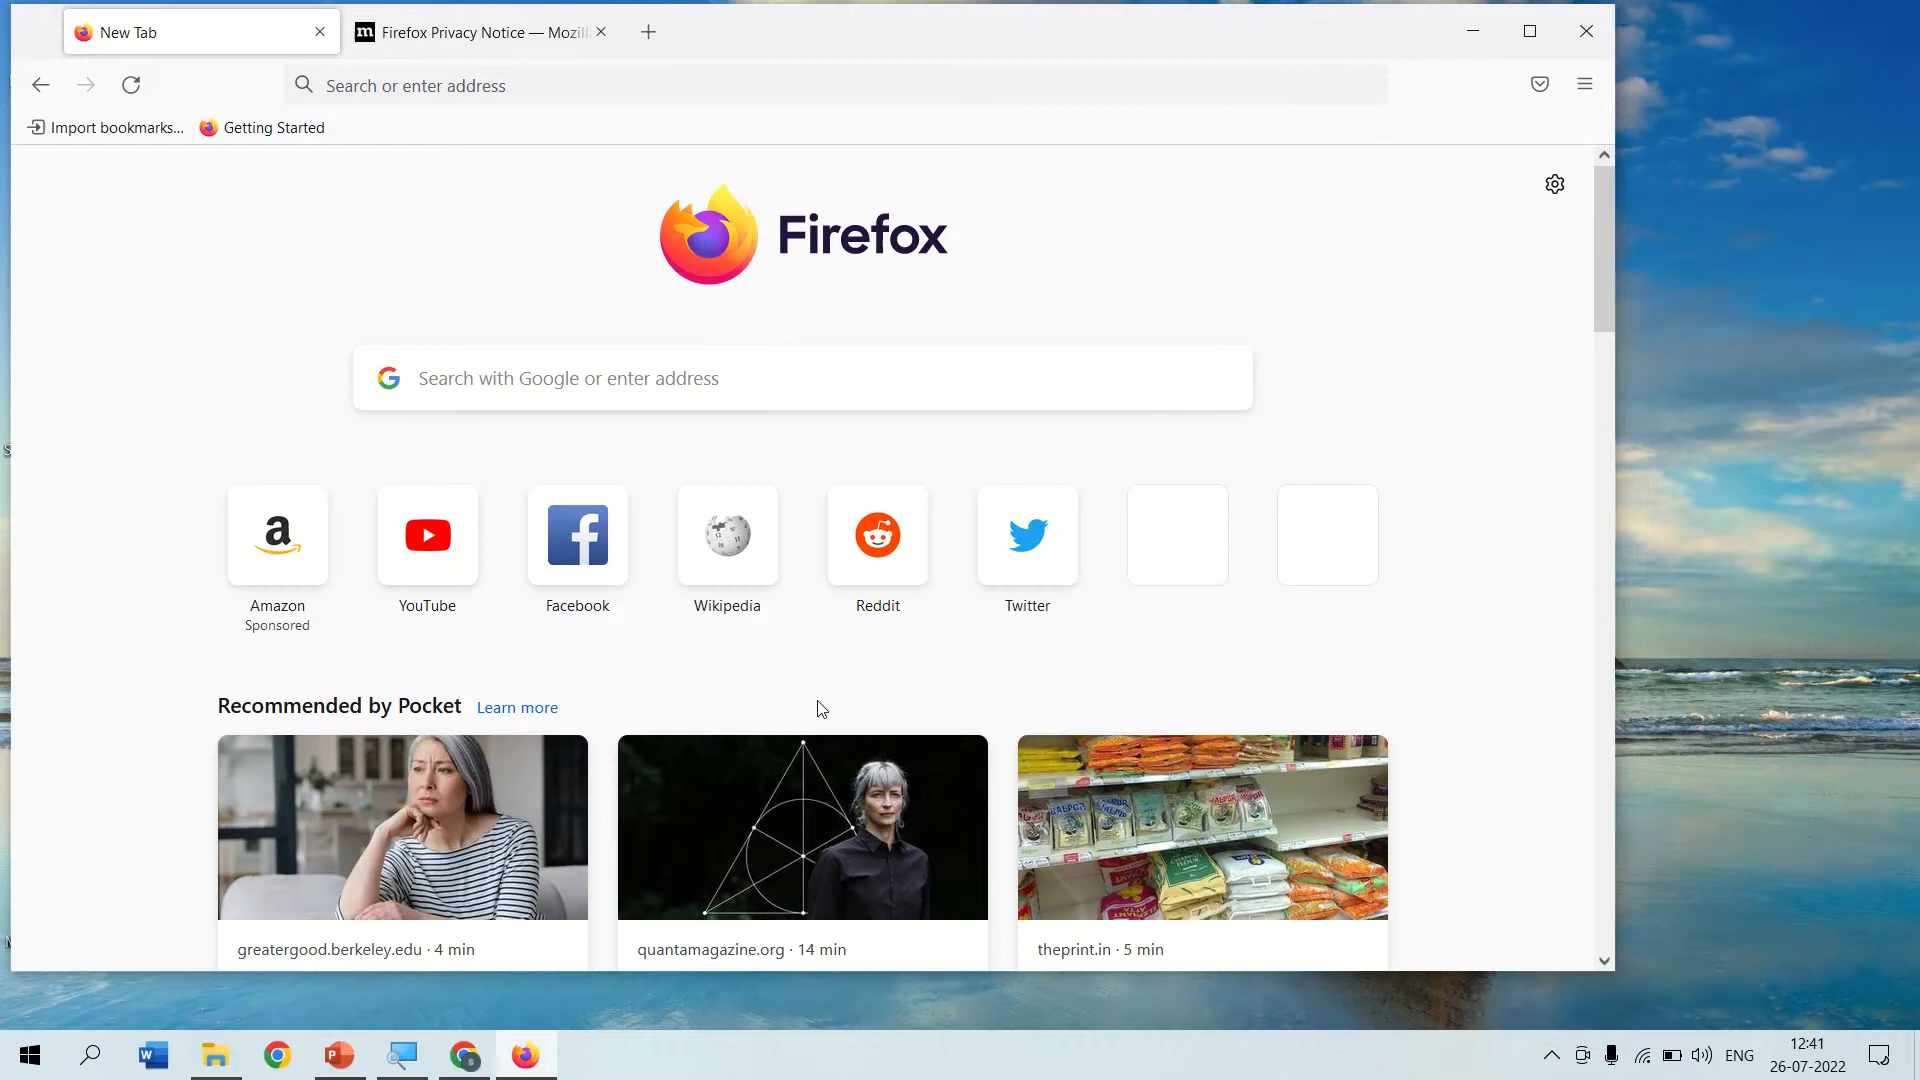 New Tab
Firefox Privacy Notice — Mozill
Search or enter address
Import bookmarks...
Getting Started
Firefox
Search with Google or enter address
Amazon
Sponsored
YouTube
Facebook
Wikipedia
Reddit
Twitter
Recommended by Pocket Learn more
greatergood.berkeley.edu · 4 min
quantamagazine.org · 14 min
theprint.in · 5 min
ENG
12:41
26-07-2022